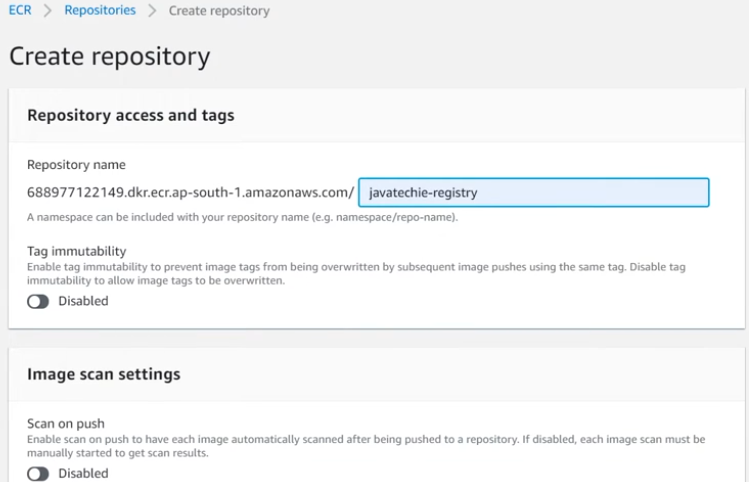 ECR > Repositories > Create repository
Create repository
Repository access and tags
Repository name
688977122149.dkr.ecr.ap-south-1.amazonaws.com/ javatechie-registry
A namespace can be included with your repository name (e.g. namespace/repo-name).
Tag immutability
Enable tag immutability to prevent image tags from being overwritten by subsequent image pushes using the same tag. Disable tag
immutability to allow image tags to be overwritten.
Disabled
Image scan settings
Scan on push
Enable scan on push to have each image automatically scanned after being pushed to a repository. If disabled, each image scan must be
manually started to get scan results.
Disabled